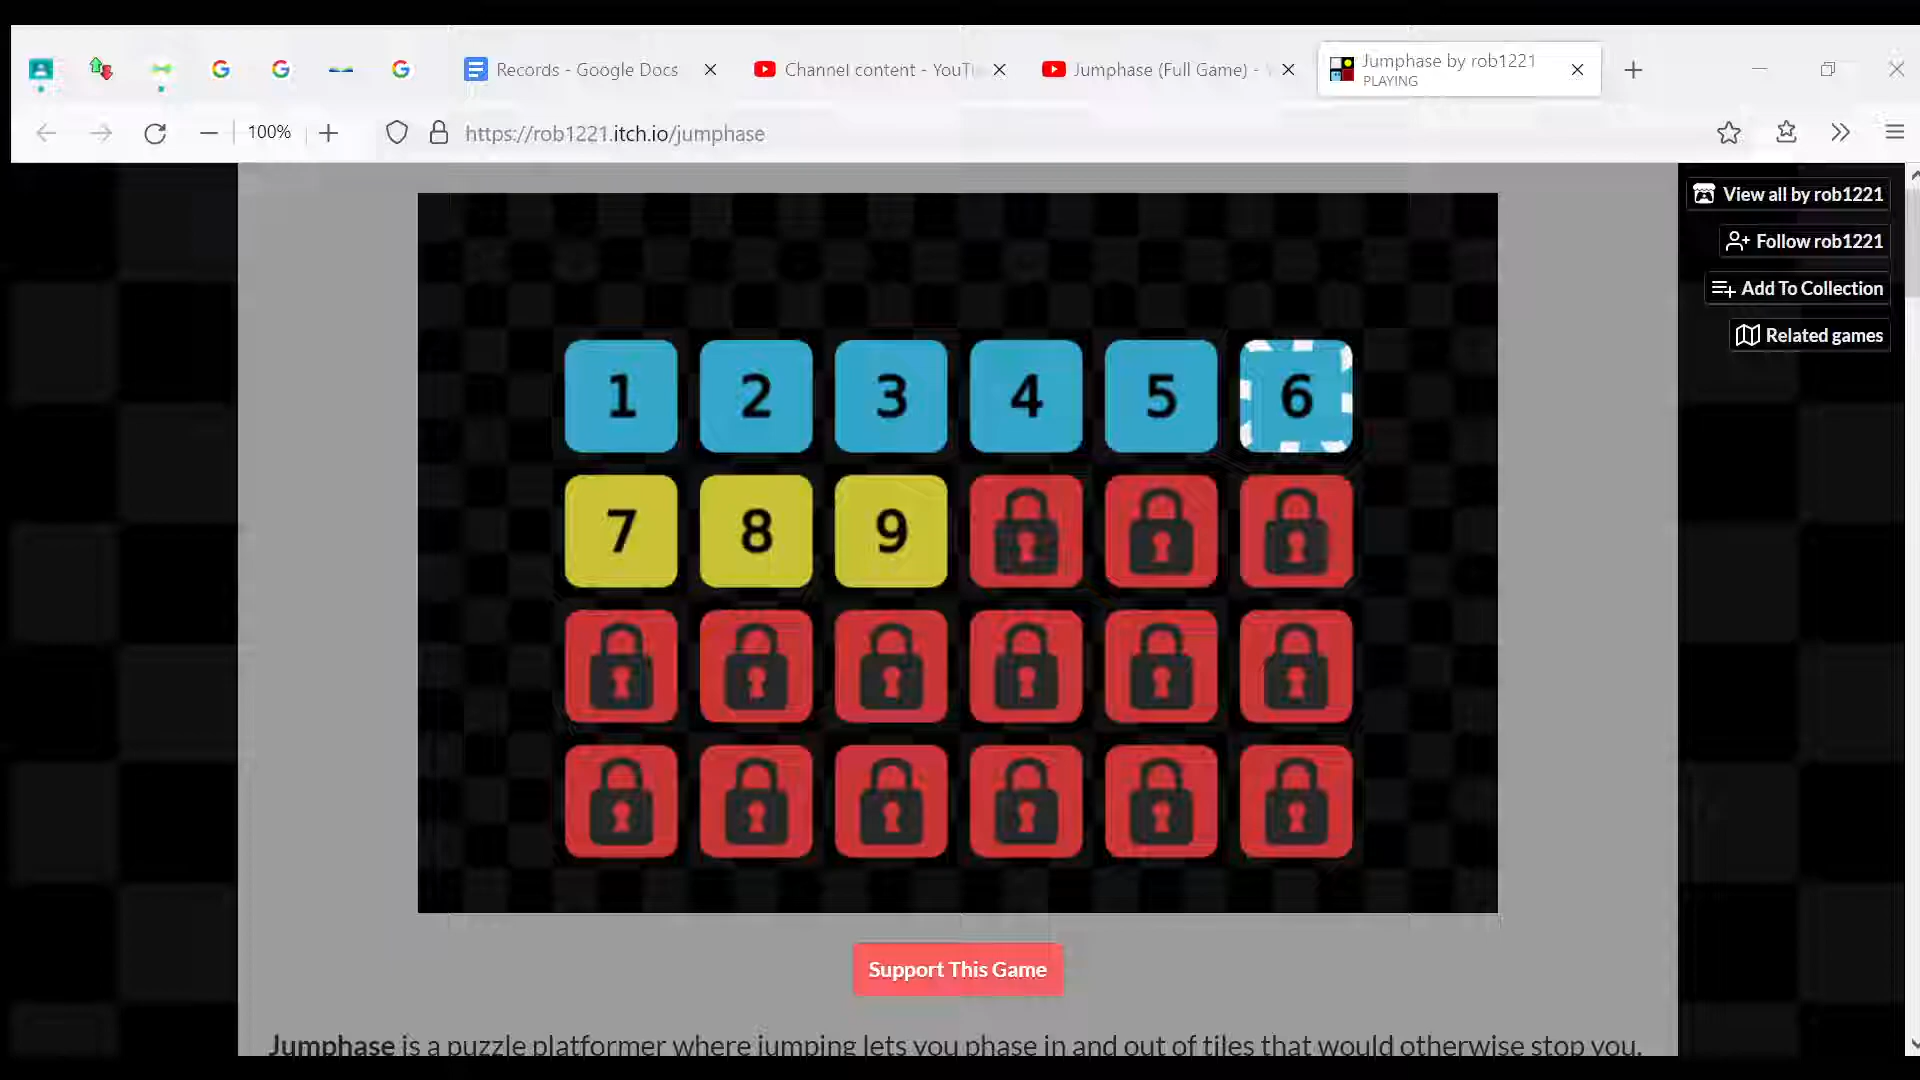 Records - Google Docs
Channel content - YouTu
Jumphase (Full Game) -
Jumphase by rob1221
PLAYING
100%
https://rob1221.itch.io/jumphase
View all by rob1221
Follow rob1221
Add To Collection
Related games
1 2 3 4 5 6
7 8 9
Support This Game
Jumphase is a puzzle platformer where jumping lets you phase in and out of tiles that would otherwise stop you.